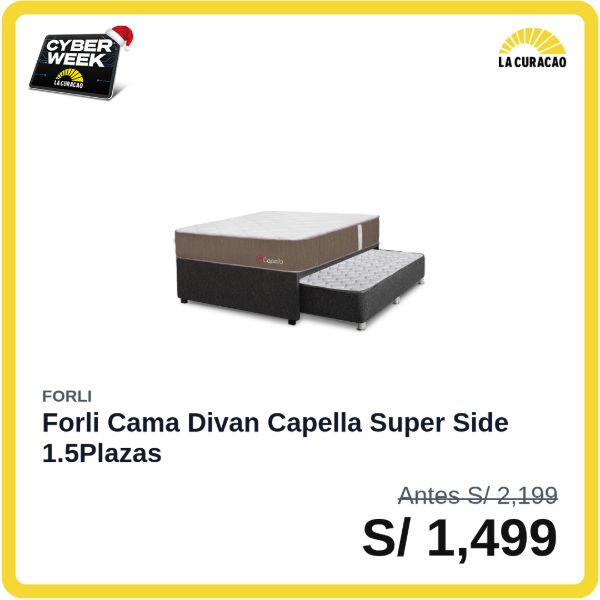 CYBER
WEEK
LA CURACAO
LA CURACAO
Capella
FORLI
Forli Cama Divan Capella Super Side
1.5Plazas
Antes S/ 2,199
S/ 1,499